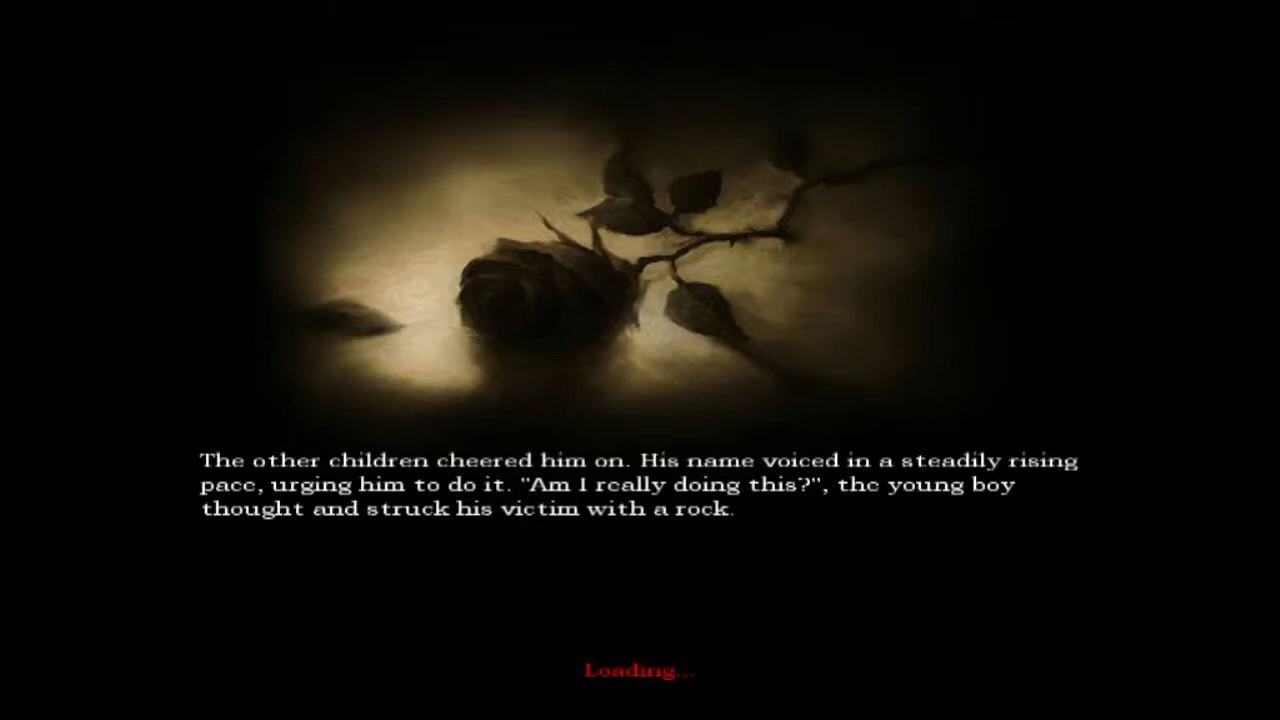 The other children cheered him on. His name voiced in a steadily rising
pace, urging him to do it. "Am I really doing this?", the young boy
thought and struck his victim with a rock.
Loading...